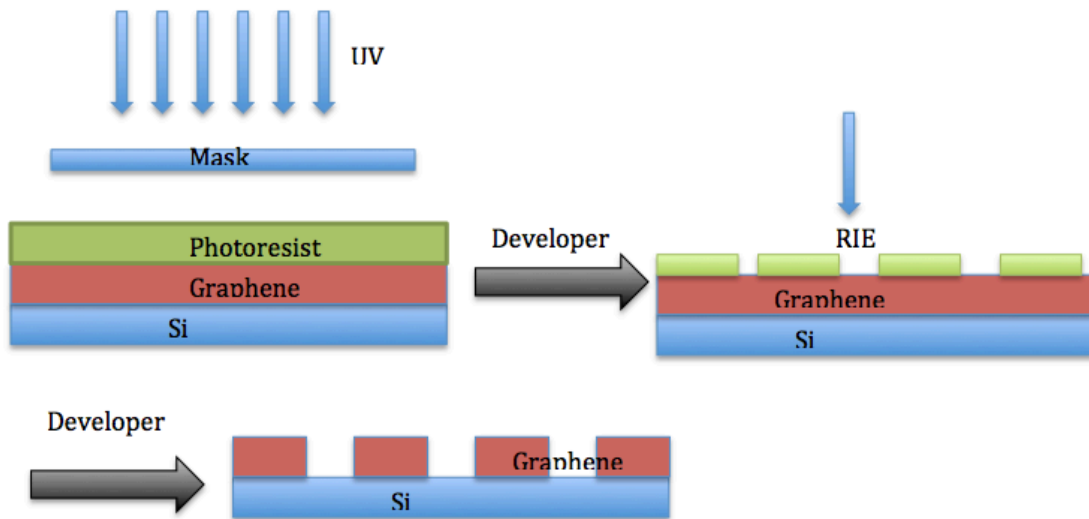 UV
Mask
Photoresist
Graphene
Si
Developer
RIE
Graphene
Si
Developer
Graphene
Si